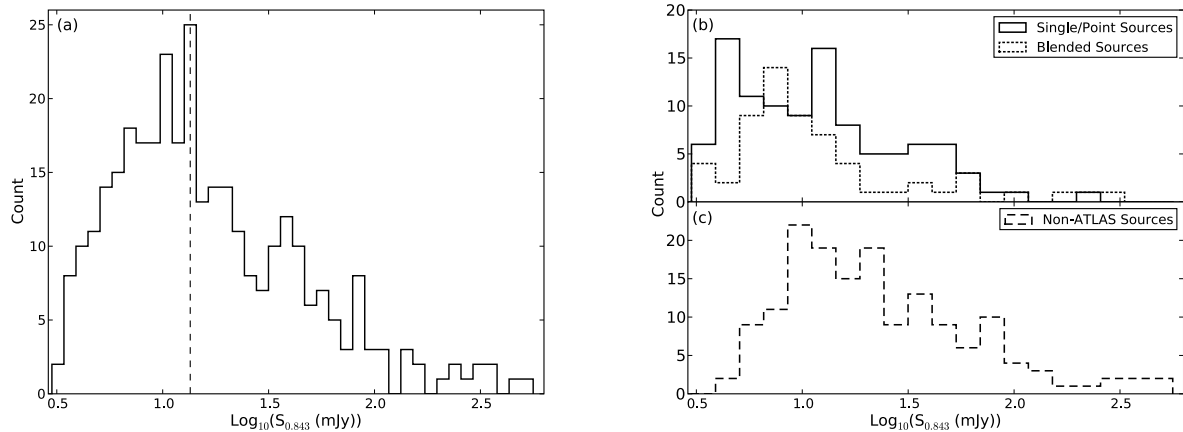 (a)
25
20
15
10
5
0
Count
0.5 1.0 1.5 2.0 2.5
Log10(S0.843 (mJy))
(b)
Single/Point Sources
Blended Sources
20
15
10
5
0
Count
(c)
Non-ATLAS Sources
20
15
10
5
0
0.5 1.0 1.5 2.0 2.5
Log10(S0.843 (mJy))